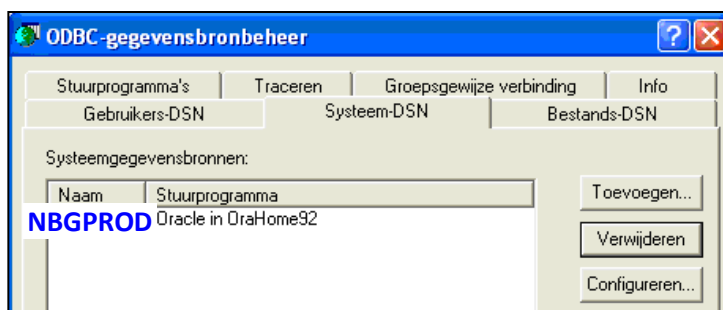 ODBC-gegevensbronbeheer
Stuurprogramma's Traceren Groepsgewijze verbinding Info
Gebruikers-DSN Systeem-DSN Bestands-DSN
Systeemgegevensbronnen:
Naam Stuurprogramma Toevoegen...
NBGPROD Oracle in OraHome92
Verwijderen
Configureren...